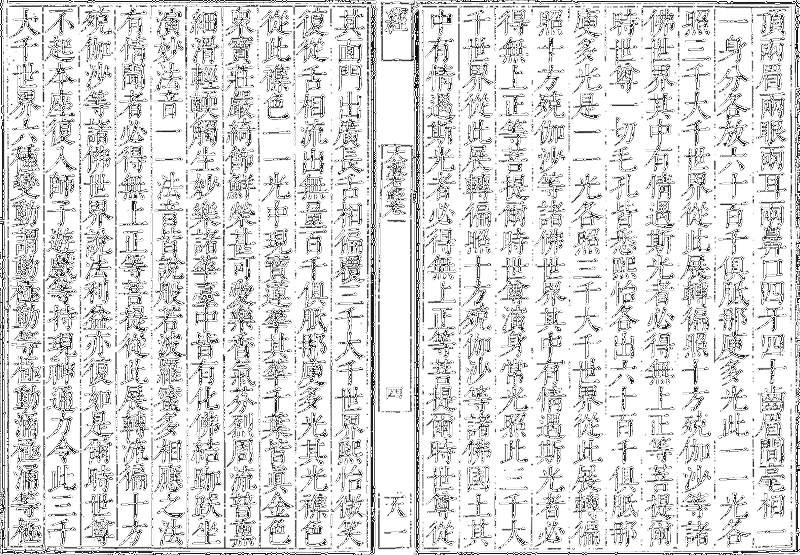 頂兩眉兩眼兩耳兩鼻口四牙四十齒眉間毫相一
一身分各放六十百千俱胝那庾多光此一一光各
照三千大千世界從此展轉徧照十方殑伽沙等諸
佛世界其中有情遇斯光者必得無上正等菩提爾
時世尊一切毛孔皆悉熙怡各出六十百千俱胝那
庾多光是一一光各照三千大千世界從此展轉徧
照十方殑伽沙等諸佛世界其中有情遇斯光者必
得無上正等菩提爾時世尊演身常光照此三千大
千世界從此展轉徧照十方殑伽沙等諸佛國土其
中有情遇斯光者必得無上正等菩提爾時世尊從
經 大般若經卷一 四 天一
其面門出廣長舌相徧覆三千大千世界熙怡微笑
復從舌相流出無量百千俱胝那庾多光其光雜色
從此雜色一一光中現寶蓮華其華千葉皆真金色
眾寶莊嚴綺飾鮮榮甚可愛樂香氣芬烈周流普熏
細滑輕軟觸生妙樂諸華臺中皆有化佛結跏趺坐
演妙法音一一法音皆說般若波羅蜜多相應之法
有情聞者必得無上正等菩提從此展轉流徧十方
殑伽沙等諸佛世界說法利益亦復如是爾時世尊
不起本座復入師子遊戲等持現神通力令此三千
大千世界六種變動謂動極動等極動涌極涌等極